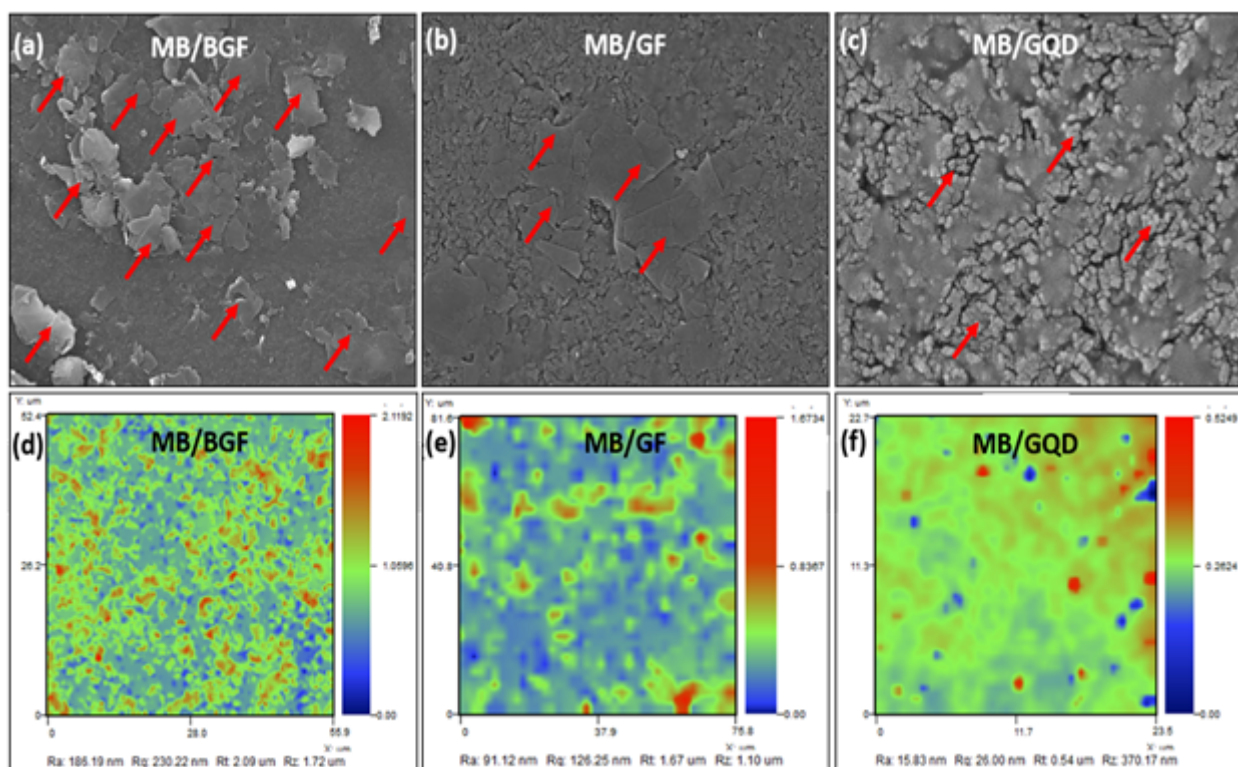 (a) MB/BGF
(b) MB/GF
(c) MB/GQD
Y: um
52.4
26.2
0
(d) MB/BGF
2.1192
1.0596
0.00
0 28.0 55.9
X: um
Ra: 186.19 nm Rq: 230.22 nm Rt: 2.09 um Rz: 1.72 um
Y: um
81.6
40.8
0
(e) MB/GF
1.6734
0.8367
0.00
0 37.9 75.8
X: um
Ra: 91.12 nm Rq: 126.25 nm Rt: 1.67 um Rz: 1.10 um
Y: um
22.7
11.3
0
(f) MB/GQD
0.5249
0.2624
0.00
0 11.7 23.5
X: um
Ra: 15.83 nm Rq: 26.00 nm Rt: 0.54 um Rz: 370.17 nm